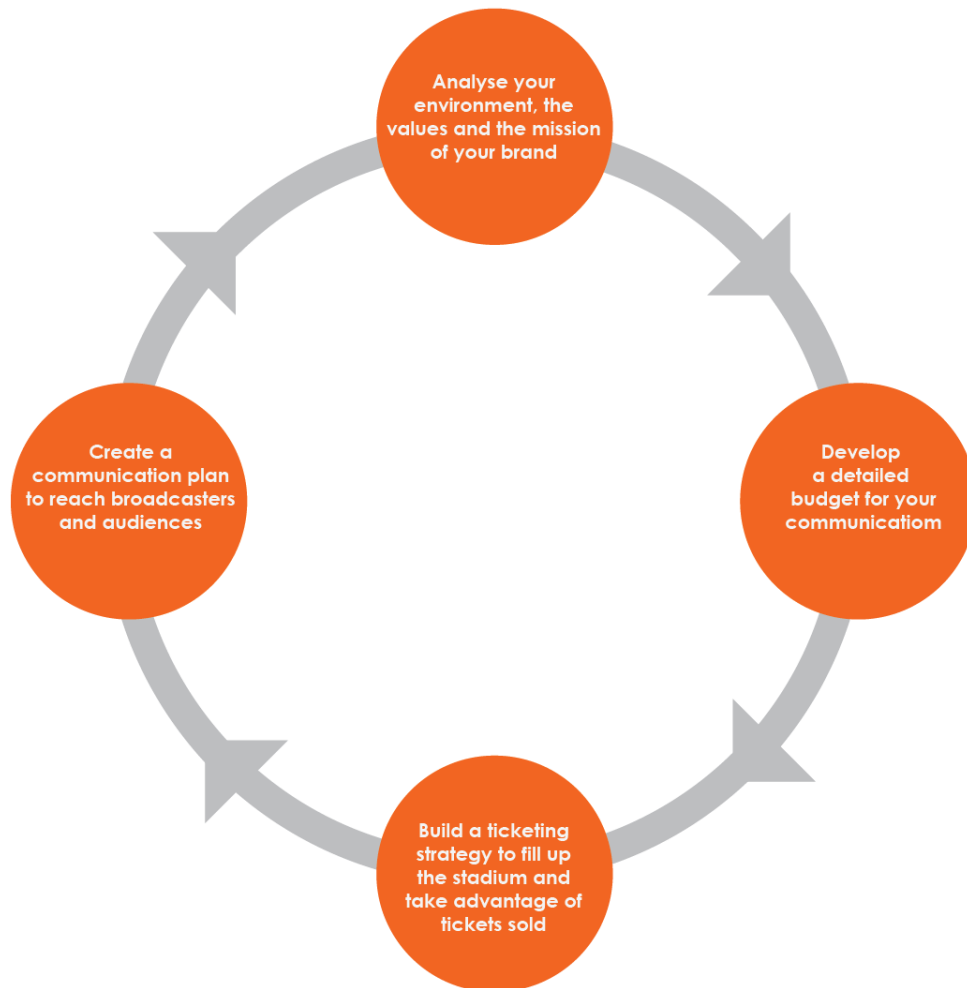 Analyse your
environment, the
values and the mission
of your brand
Develop
a detailed
budget for your
communicatiom
Build a ticketing
strategy to fill up
the stadium and
take advantage of
tickets sold
Create a
communication plan
to reach broadcasters
and audiences